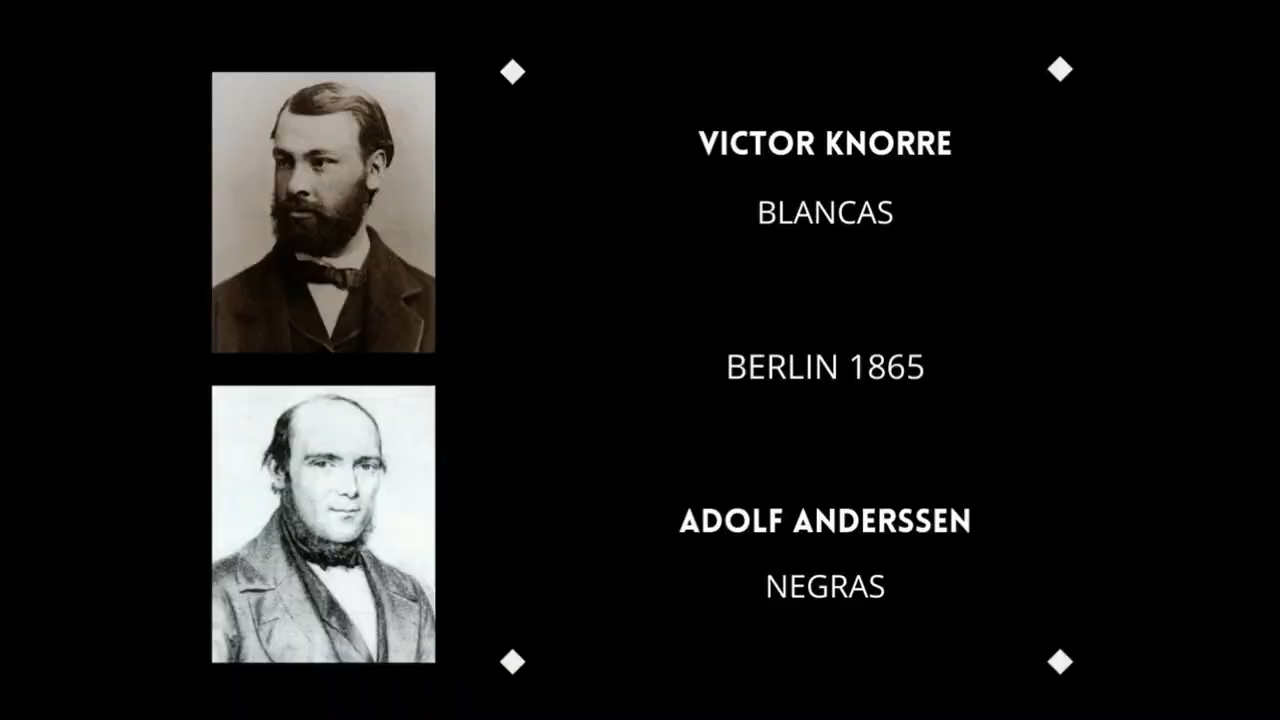 VICTOR KNORRE
BLANCAS
BERLIN 1865
ADOLF ANDERSSEN
NEGRAS